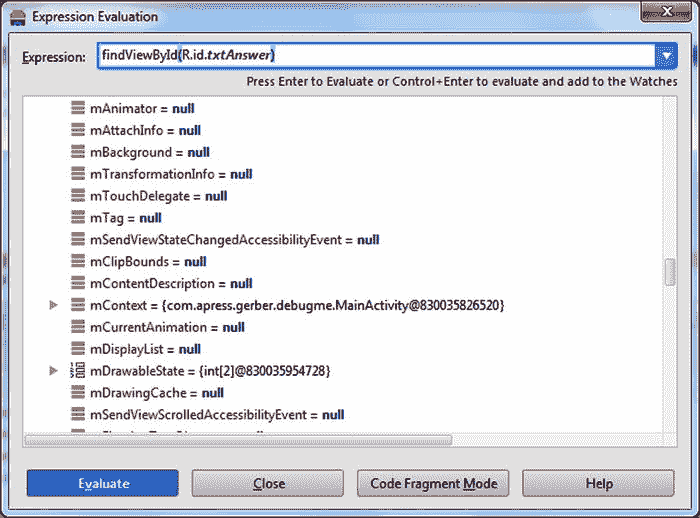 Expression Evaluation
Expression: findViewById(R.id.txtAnswer)
Press Enter to Evaluate or Control+Enter to evaluate and add to the Watches
mAnimator = null
mAttachInfo = null
mBackground = null
mTransformationInfo = null
mTouchDelegate = null
mTag = null
mSendViewStateChangedAccessibilityEvent = null
mClipBounds = null
mContentDescription = null
mContext = {com.apress.gerber.debugme.MainActivity@830035826520}
mCurrentAnimation = null
mDisplayList = null
mDrawableState = {int[2]@830035954728}
mDrawingCache = null
mSendViewScrolledAccessibilityEvent = null
Evaluate Close Code Fragment Mode Help